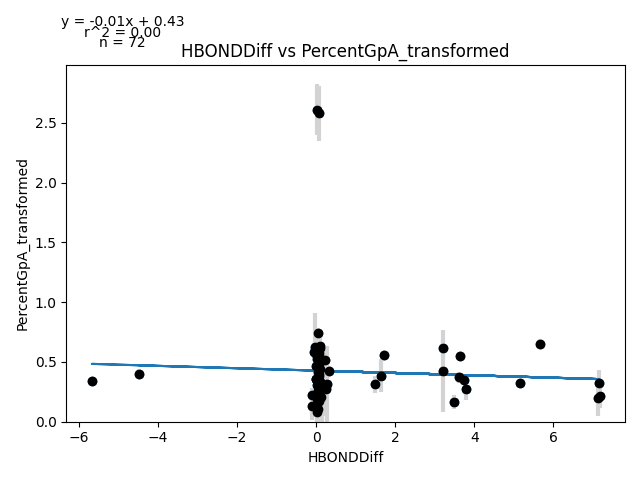 y = -0.01x + 0.43
r^2 = 0.00
n = 72
HBONDDiff vs PercentGpA_transformed
PercentGpA_transformed
2.5
2.0
1.5
1.0
0.5
0.0
−6
−4
−2
0
2
4
6
HBONDDiff